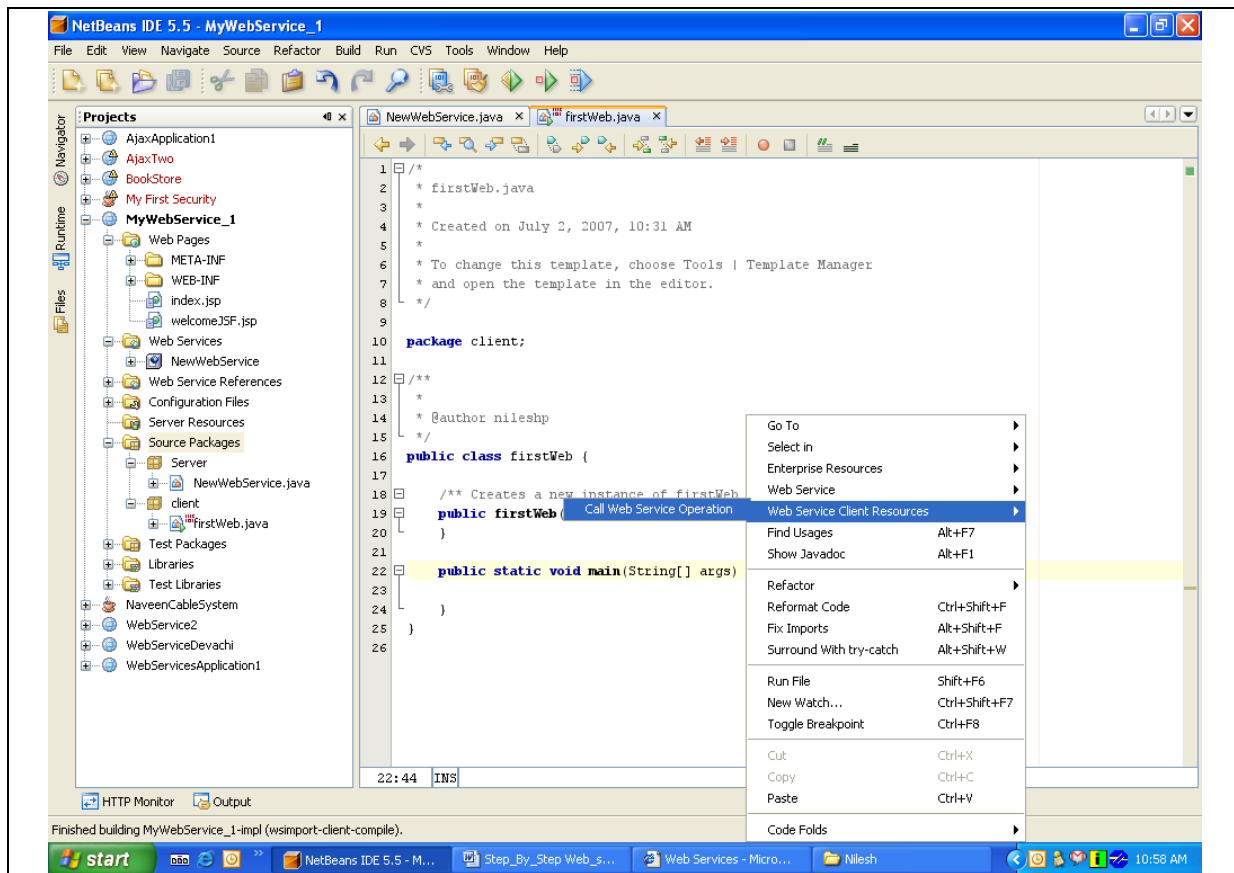 NetBeans IDE 5.5 - MyWebService_1
File Edit View Navigate Source Refactor Build Run CVS Tools Window Help
Navigator
Runtime
Files
Projects
AjaxApplication1
AjaxTwo
BookStore
My First Security
MyWebService_1
Web Pages
META-INF
WEB-INF
index.jsp
welcomeJSF.jsp
Web Services
NewWebService
Web Service References
Configuration Files
Server Resources
Source Packages
Server
NewWebService.java
client
firstWeb.java
Test Packages
Libraries
Test Libraries
NaveenCableSystem
WebService2
WebServiceDevachi
WebServicesApplication1
NewWebService.java firstWeb.java
1 /*
2 * firstWeb.java
3 *
4 * Created on July 2, 2007, 10:31 AM
5 *
6 * To change this template, choose Tools | Template Manager
7 * and open the template in the editor.
8 */
9
10 package client;
11
12 /**
13 *
14 * @author nileshp
15 */
16 public class firstWeb {
17
18 /** Creates a new instance of firstWeb
19 public firstWeb(
20 }
21
22 public static void main(String[] args)
23
24 }
25 }
26
Call Web Service Operation
Go To
Select in
Enterprise Resources
Web Service
Web Service Client Resources
Find Usages Alt+F7
Show Javadoc Alt+F1
Refactor
Reformat Code Ctrl+Shift+F
Fix Imports Alt+Shift+F
Surround With try-catch Alt+Shift+W
Run File Shift+F6
New Watch... Ctrl+Shift+F7
Toggle Breakpoint Ctrl+F8
Cut Ctrl+X
Copy Ctrl+C
Paste Ctrl+V
Code Folds
22:44 INS
HTTP Monitor Output
Finished building MyWebService_1-impl (wsimport-client-compile).
start NetBeans IDE 5.5 - M... Step_By_Step Web_s... Web Services - Micro... Nilesh 10:58 AM